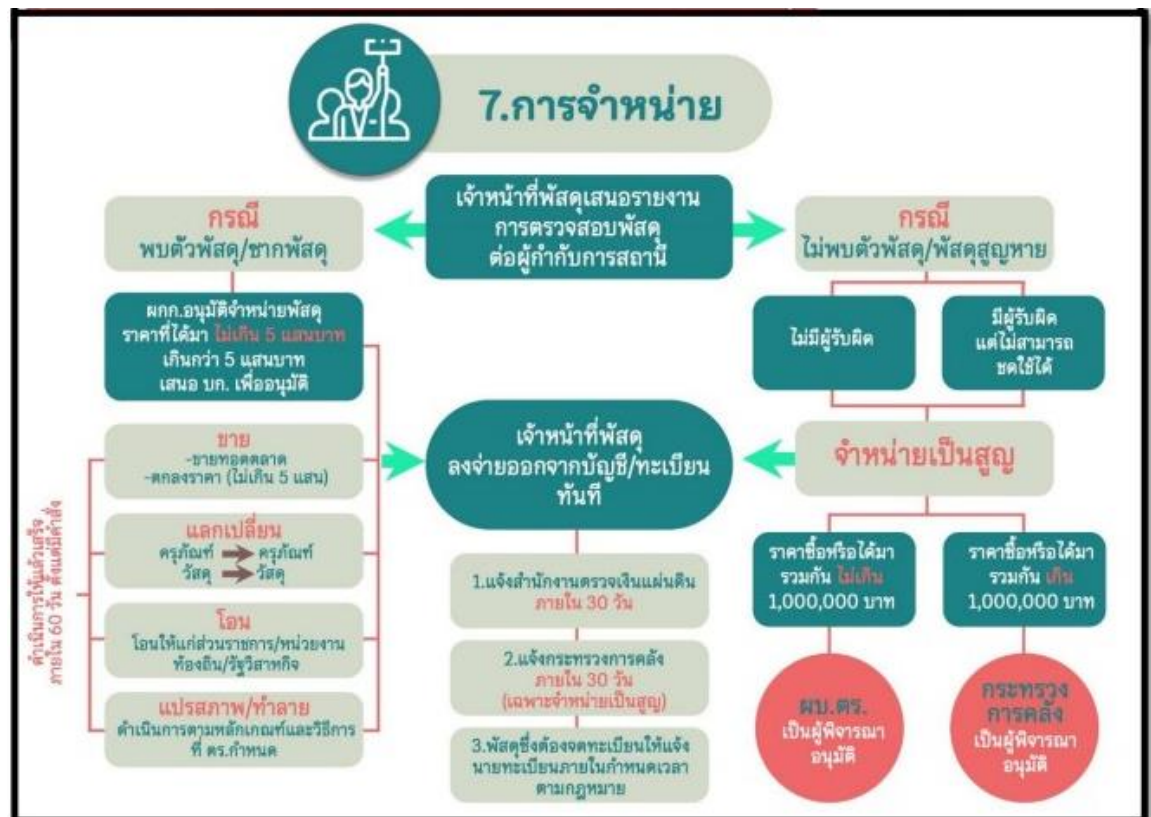 7.การจำหน่าย
เจ้าหน้าที่พัสดุเสนอรายงาน
การตรวจสอบพัสดุ
ต่อผู้กำกับการสถานี
กรณี
พบตัวพัสดุ/ซากพัสดุ
ผกก.อนุมัติจำหน่ายพัสดุ
ราคาที่ได้มา ไม่เกิน 5 แสนบาท
เกินกว่า 5 แสนบาท
เสนอ บก. เพื่ออนุมัติ
ดำเนินการให้แล้วเสร็จ
ภายใน 60 วัน ตั้งแต่มีคำสั่ง
ขาย
-ขายทอดตลาด
-ตกลงราคา (ไม่เกิน 5 แสน)
แลกเปลี่ยน
ครุภัณฑ์ ครุภัณฑ์
วัสดุ วัสดุ
โอน
โอนให้แก่ส่วนราชการ/หน่วยงาน
ท้องถิ่น/รัฐวิสาหกิจ
แปรสภาพ/ทำลาย
ดำเนินการตามหลักเกณฑ์และวิธีการ
ที่ ตร.กำหนด
เจ้าหน้าที่พัสดุ
ลงจ่ายออกจากบัญชี/ทะเบียน
ทันที
1.แจ้งสำนักงานตรวจเงินแผ่นดิน
ภายใน 30 วัน
2.แจ้งกระทรวงการคลัง
ภายใน 30 วัน
(เฉพาะจำหน่ายเป็นสูญ)
3.พัสดุซึ่งต้องจดทะเบียนให้แจ้ง
นายทะเบียนภายในกำหนดเวลา
ตามกฎหมาย
กรณี
ไม่พบตัวพัสดุ/พัสดุสูญหาย
ไม่มีผู้รับผิด
มีผู้รับผิด
แต่ไม่สามารถ
ชดใช้ได้
จำหน่ายเป็นสูญ
ราคาซื้อหรือได้มา
รวมกัน ไม่เกิน
1,000,000 บาท
ราคาซื้อหรือได้มา
รวมกัน เกิน
1,000,000 บาท
ผบ.ตร.
เป็นผู้พิจารณา
อนุมัติ
กระทรวง
การคลัง
เป็นผู้พิจารณา
อนุมัติ